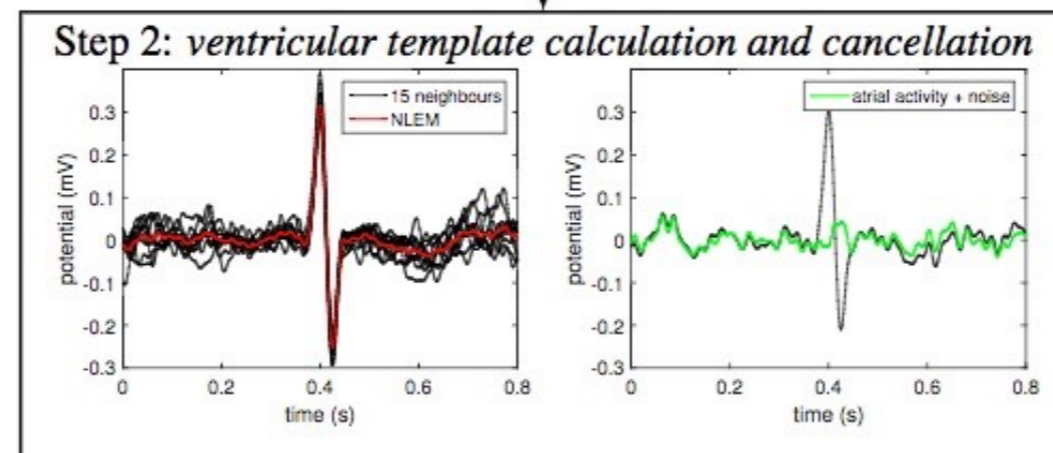 Step 2: ventricular template calculation and cancellation
15 neighbours
NLEM
potential (mV)
0.3
0.2
0.1
0
-0.1
-0.2
-0.3
0 0.2 0.4 0.6 0.8
time (s)
atrial activity + noise
potential (mV)
0.3
0.2
0.1
0
-0.1
-0.2
-0.3
0 0.2 0.4 0.6 0.8
time (s)